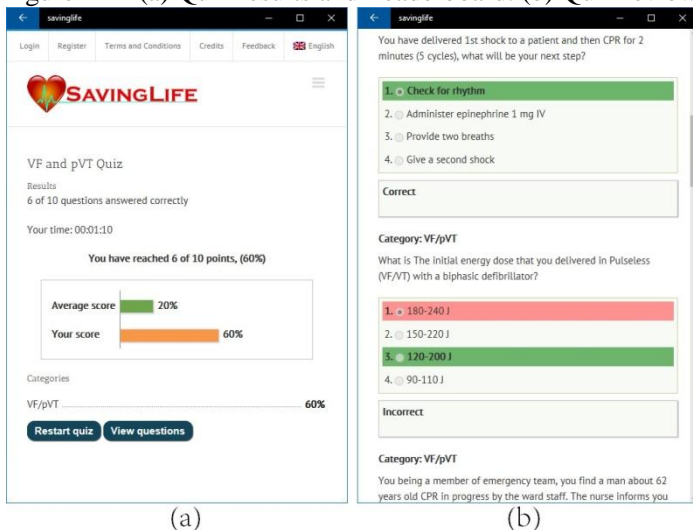 savinglife
Login Register Terms and Conditions Credits Feedback English
SAVINGLIFE
VF and pVT Quiz
Results
6 of 10 questions answered correctly
Your time: 00:01:10
You have reached 6 of 10 points, (60%)
Average score 20%
Your score 60%
Categories
VF/pVT 60%
Restart quiz View questions
(a)
savinglife
You have delivered 1st shock to a patient and then CPR for 2
minutes (5 cycles), what will be your next step?
1. Check for rhythm
2. Administer epinephrine 1 mg IV
3. Provide two breaths
4. Give a second shock
Correct
Category: VF/pVT
What is The initial energy dose that you delivered in Pulseless
(VF/VT) with a biphasic defibrillator?
1. 180-240 J
2. 150-220 J
3. 120-200 J
4. 90-110 J
Incorrect
Category: VF/pVT
You being a member of emergency team, you find a man about 62
years old CPR in progress by the ward staff. The nurse informs you
(b)